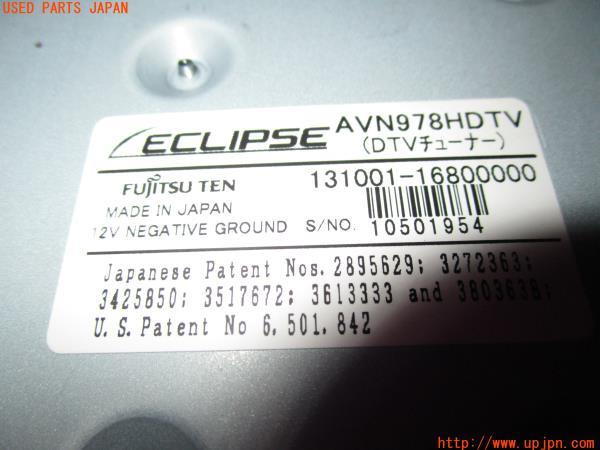 USED PARTS JAPAN
ECLIPSE AVN978HDTV
(DTVチューナー)
FUJITSU TEN 131001-16800000
MADE IN JAPAN
12V NEGATIVE GROUND S/NO. 10501954
Japanese Patent Nos. 2895629; 3272363;
3425850; 3517672; 3613333 and 3803638;
U.S. Patent No 6,501,842
http://www.upjpn.com/